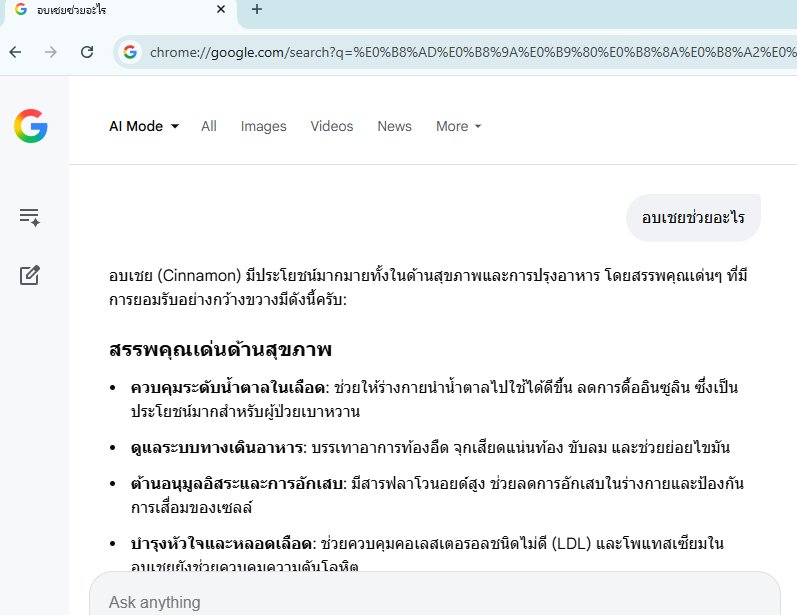 อบเชยช่วยอะไร
chrome://google.com/search?q=%E0%B8%AD%E0%B8%9A%E0%B9%80%E0%B8%8A%E0%B8%A2%E0%
AI Mode All Images Videos News More
อบเชยช่วยอะไร
อบเชย (Cinnamon) มีประโยชน์มากมายทั้งในด้านสุขภาพและการปรุงอาหาร โดยสรรพคุณเด่นๆ ที่มี
การยอมรับอย่างกว้างขวางมีดังนี้ครับ:
สรรพคุณเด่นด้านสุขภาพ
• ควบคุมระดับน้ำตาลในเลือด: ช่วยให้ร่างกายนำน้ำตาลไปใช้ได้ดีขึ้น ลดการดื้ออินซูลิน ซึ่งเป็น
ประโยชน์มากสำหรับผู้ป่วยเบาหวาน
• ดูแลระบบทางเดินอาหาร: บรรเทาอาการท้องอืด จุกเสียดแน่นท้อง ขับลม และช่วยย่อยไขมัน
• ต้านอนุมูลอิสระและการอักเสบ: มีสารฟลาโวนอยด์สูง ช่วยลดการอักเสบในร่างกายและป้องกัน
การเสื่อมของเซลล์
• บำรุงหัวใจและหลอดเลือด: ช่วยควบคุมคอเลสเตอรอลชนิดไม่ดี (LDL) และโพแทสเซียมใน
อบเชยยังช่วยควบคุมความดันโลหิต
Ask anything